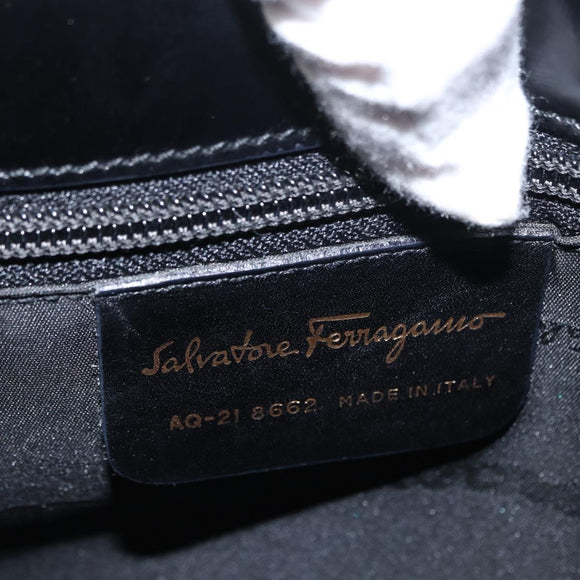 Salvatore Ferragamo
AQ-21 8662 MADE IN ITALY